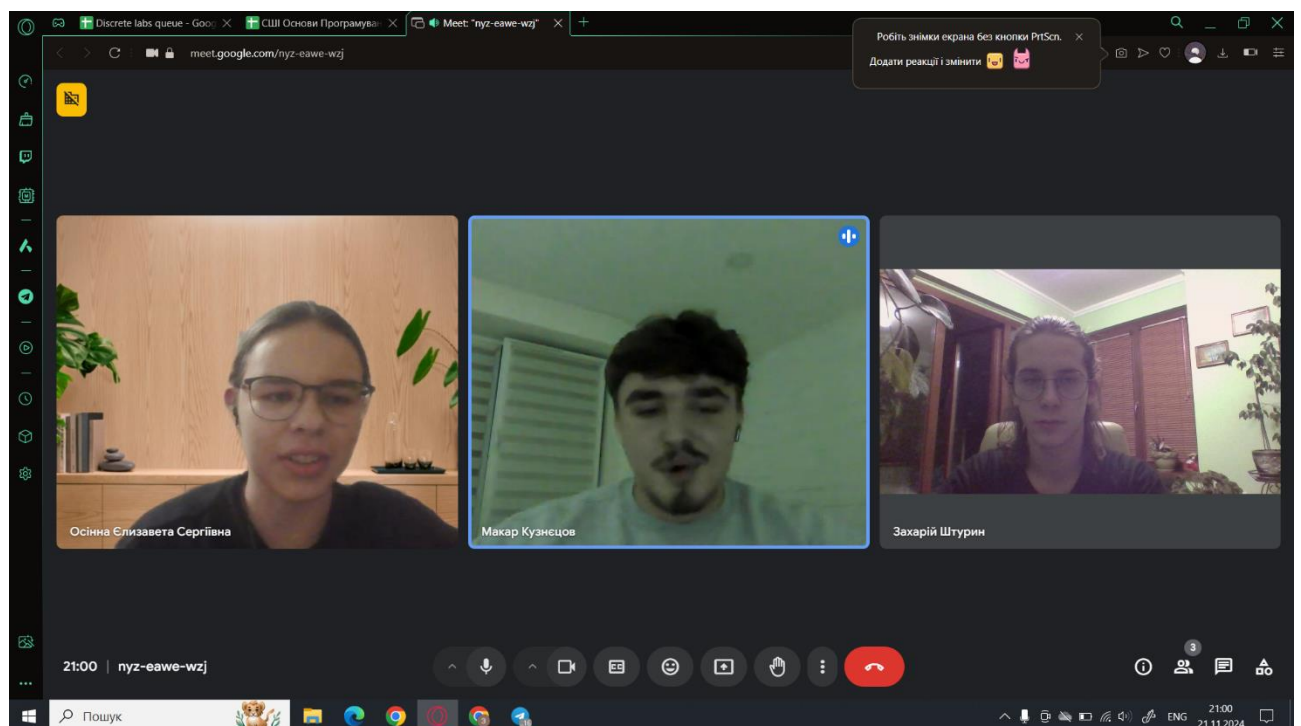 Discrete labs queue - Goo
СШІ Основи Програмуван
Meet: "nyz-eawe-wzj"
meet.google.com/nyz-eawe-wzj
Робіть знімки екрана без кнопки PrtScn.
Додати реакції і змінити
Осінна Єлизавета Сергіївна
Макар Кузнєцов
Захарій Штурин
21:00 | nyz-eawe-wzj
3
Пошук
ENG
21:00
21.11.2024